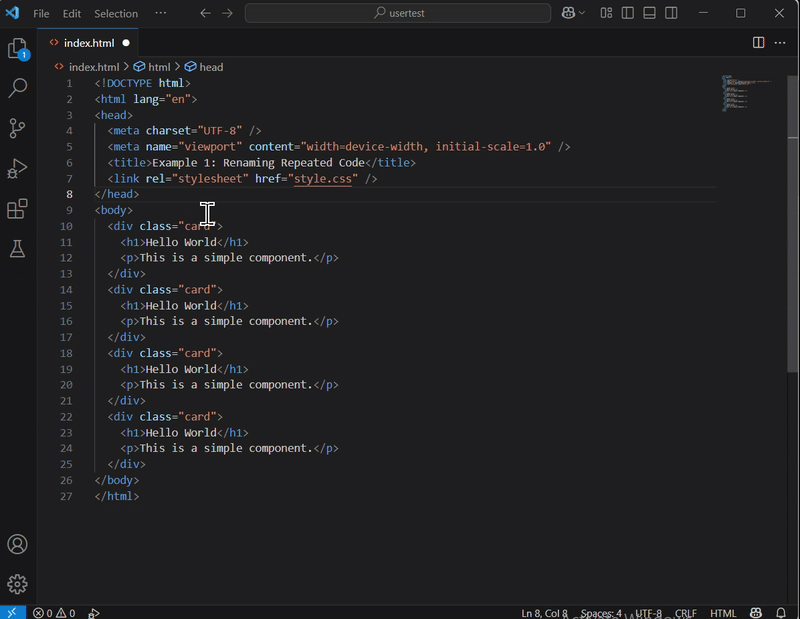 File Edit Selection ··· usertest
index.html
1
index.html > html > head
1 <!DOCTYPE html>
2 <html lang="en">
3 <head>
4 <meta charset="UTF-8" />
5 <meta name="viewport" content="width=device-width, initial-scale=1.0" />
6 <title>Example 1: Renaming Repeated Code</title>
7 <link rel="stylesheet" href="style.css" />
8 </head>
9 <body>
10 <div class="card">
11 <h1>Hello World</h1>
12 <p>This is a simple component.</p>
13 </div>
14 <div class="card">
15 <h1>Hello World</h1>
16 <p>This is a simple component.</p>
17 </div>
18 <div class="card">
19 <h1>Hello World</h1>
20 <p>This is a simple component.</p>
21 </div>
22 <div class="card">
23 <h1>Hello World</h1>
24 <p>This is a simple component.</p>
25 </div>
26 </body>
27 </html>
0 0 Ln 8, Col 8 Spaces: 4 UTF-8 CRLF HTML